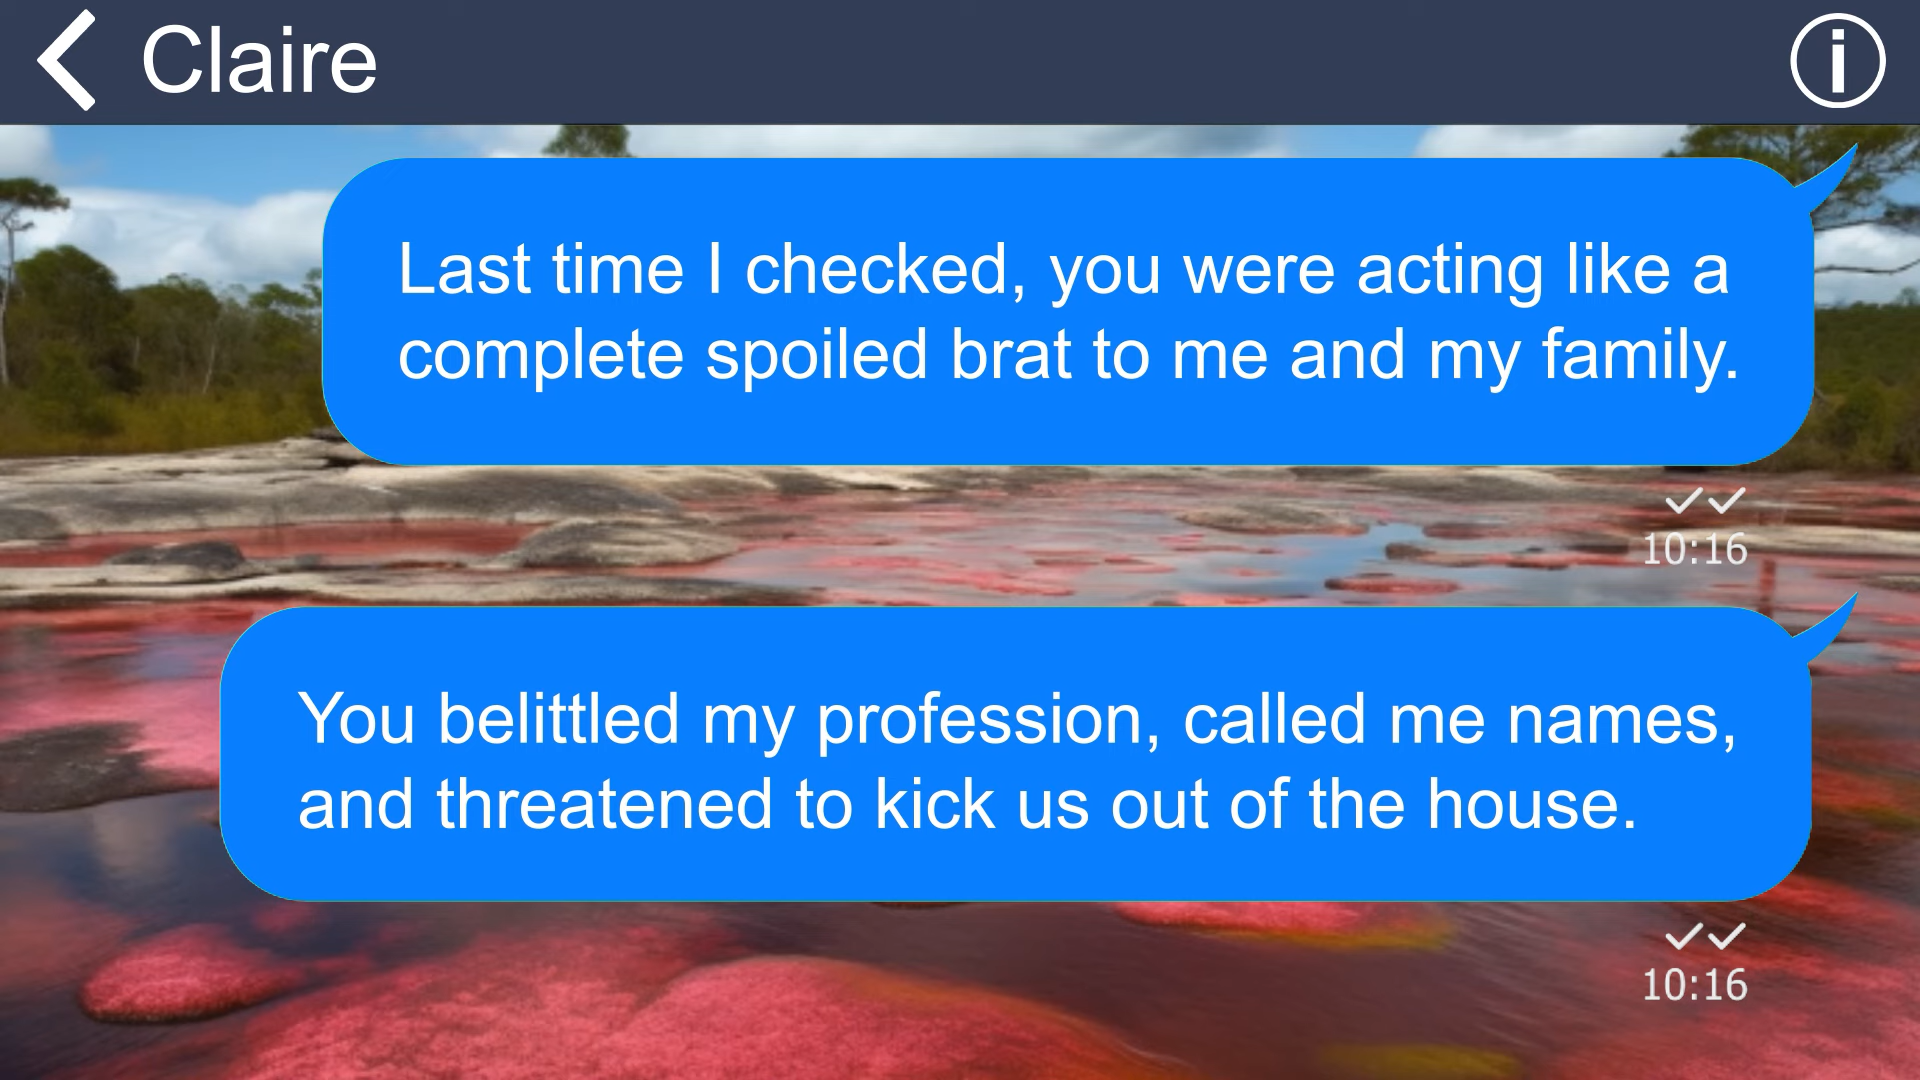 Claire
Last time I checked, you were acting like a
complete spoiled brat to me and my family.
10:16
You belittled my profession, called me names,
and threatened to kick us out of the house.
10:16